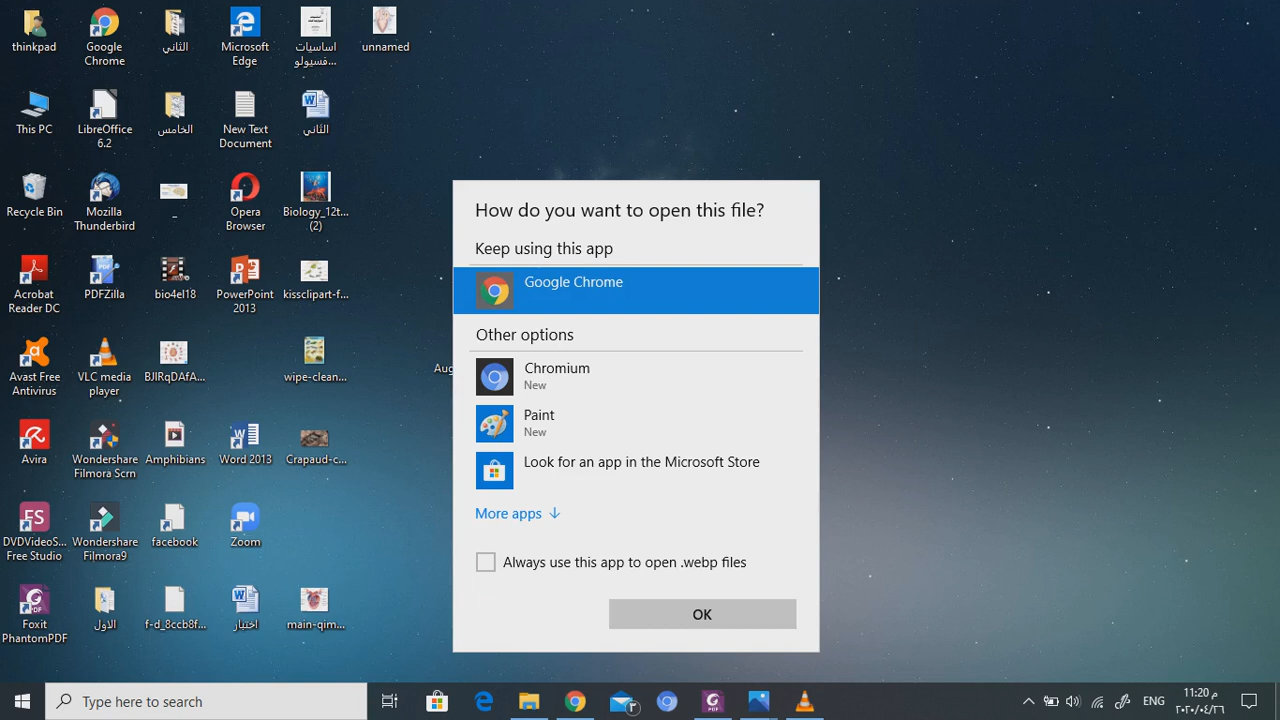 thinkpad
Google
Chrome
الثاني
Microsoft
Edge
اساسيات
فسيولو...
unnamed
This PC
LibreOffice
6.2
الخامس
New Text
Document
الثاني
Recycle Bin
Mozilla
Thunderbird
_
Opera
Browser
Biology_12t...
(2)
Acrobat
Reader DC
PDFZilla
bio4el18
PowerPoint
2013
kissclipart-f...
Avast Free
Antivirus
VLC media
player
BJIRqDAfA...
wipe-clean...
Aug
Avira
Wondershare
Filmora Scrn
Amphibians
Word 2013
Crapaud-c...
DVDVideoS...
Free Studio
Wondershare
Filmora9
facebook
Zoom
Foxit
PhantomPDF
الاول
f-d_8ccb8f...
اختبار
main-qim...
How do you want to open this file?
Keep using this app
Google Chrome
Other options
Chromium
New
Paint
New
Look for an app in the Microsoft Store
More apps
Always use this app to open .webp files
OK
Type here to search
ENG
11:20 م
٢٠٢٠/٠٤/٢٦